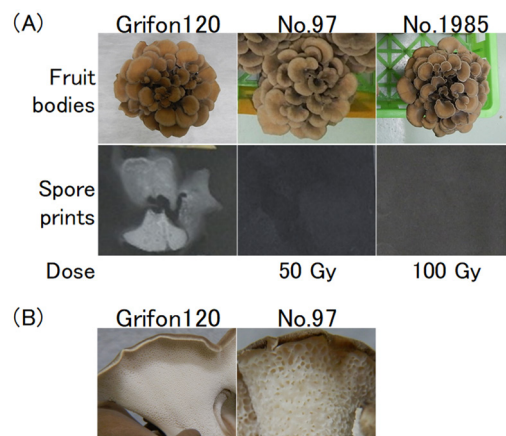 (A) Grifon120 No.97 No.1985
Fruit
bodies
Spore
prints
Dose 50 Gy 100 Gy
(B) Grifon120 No.97